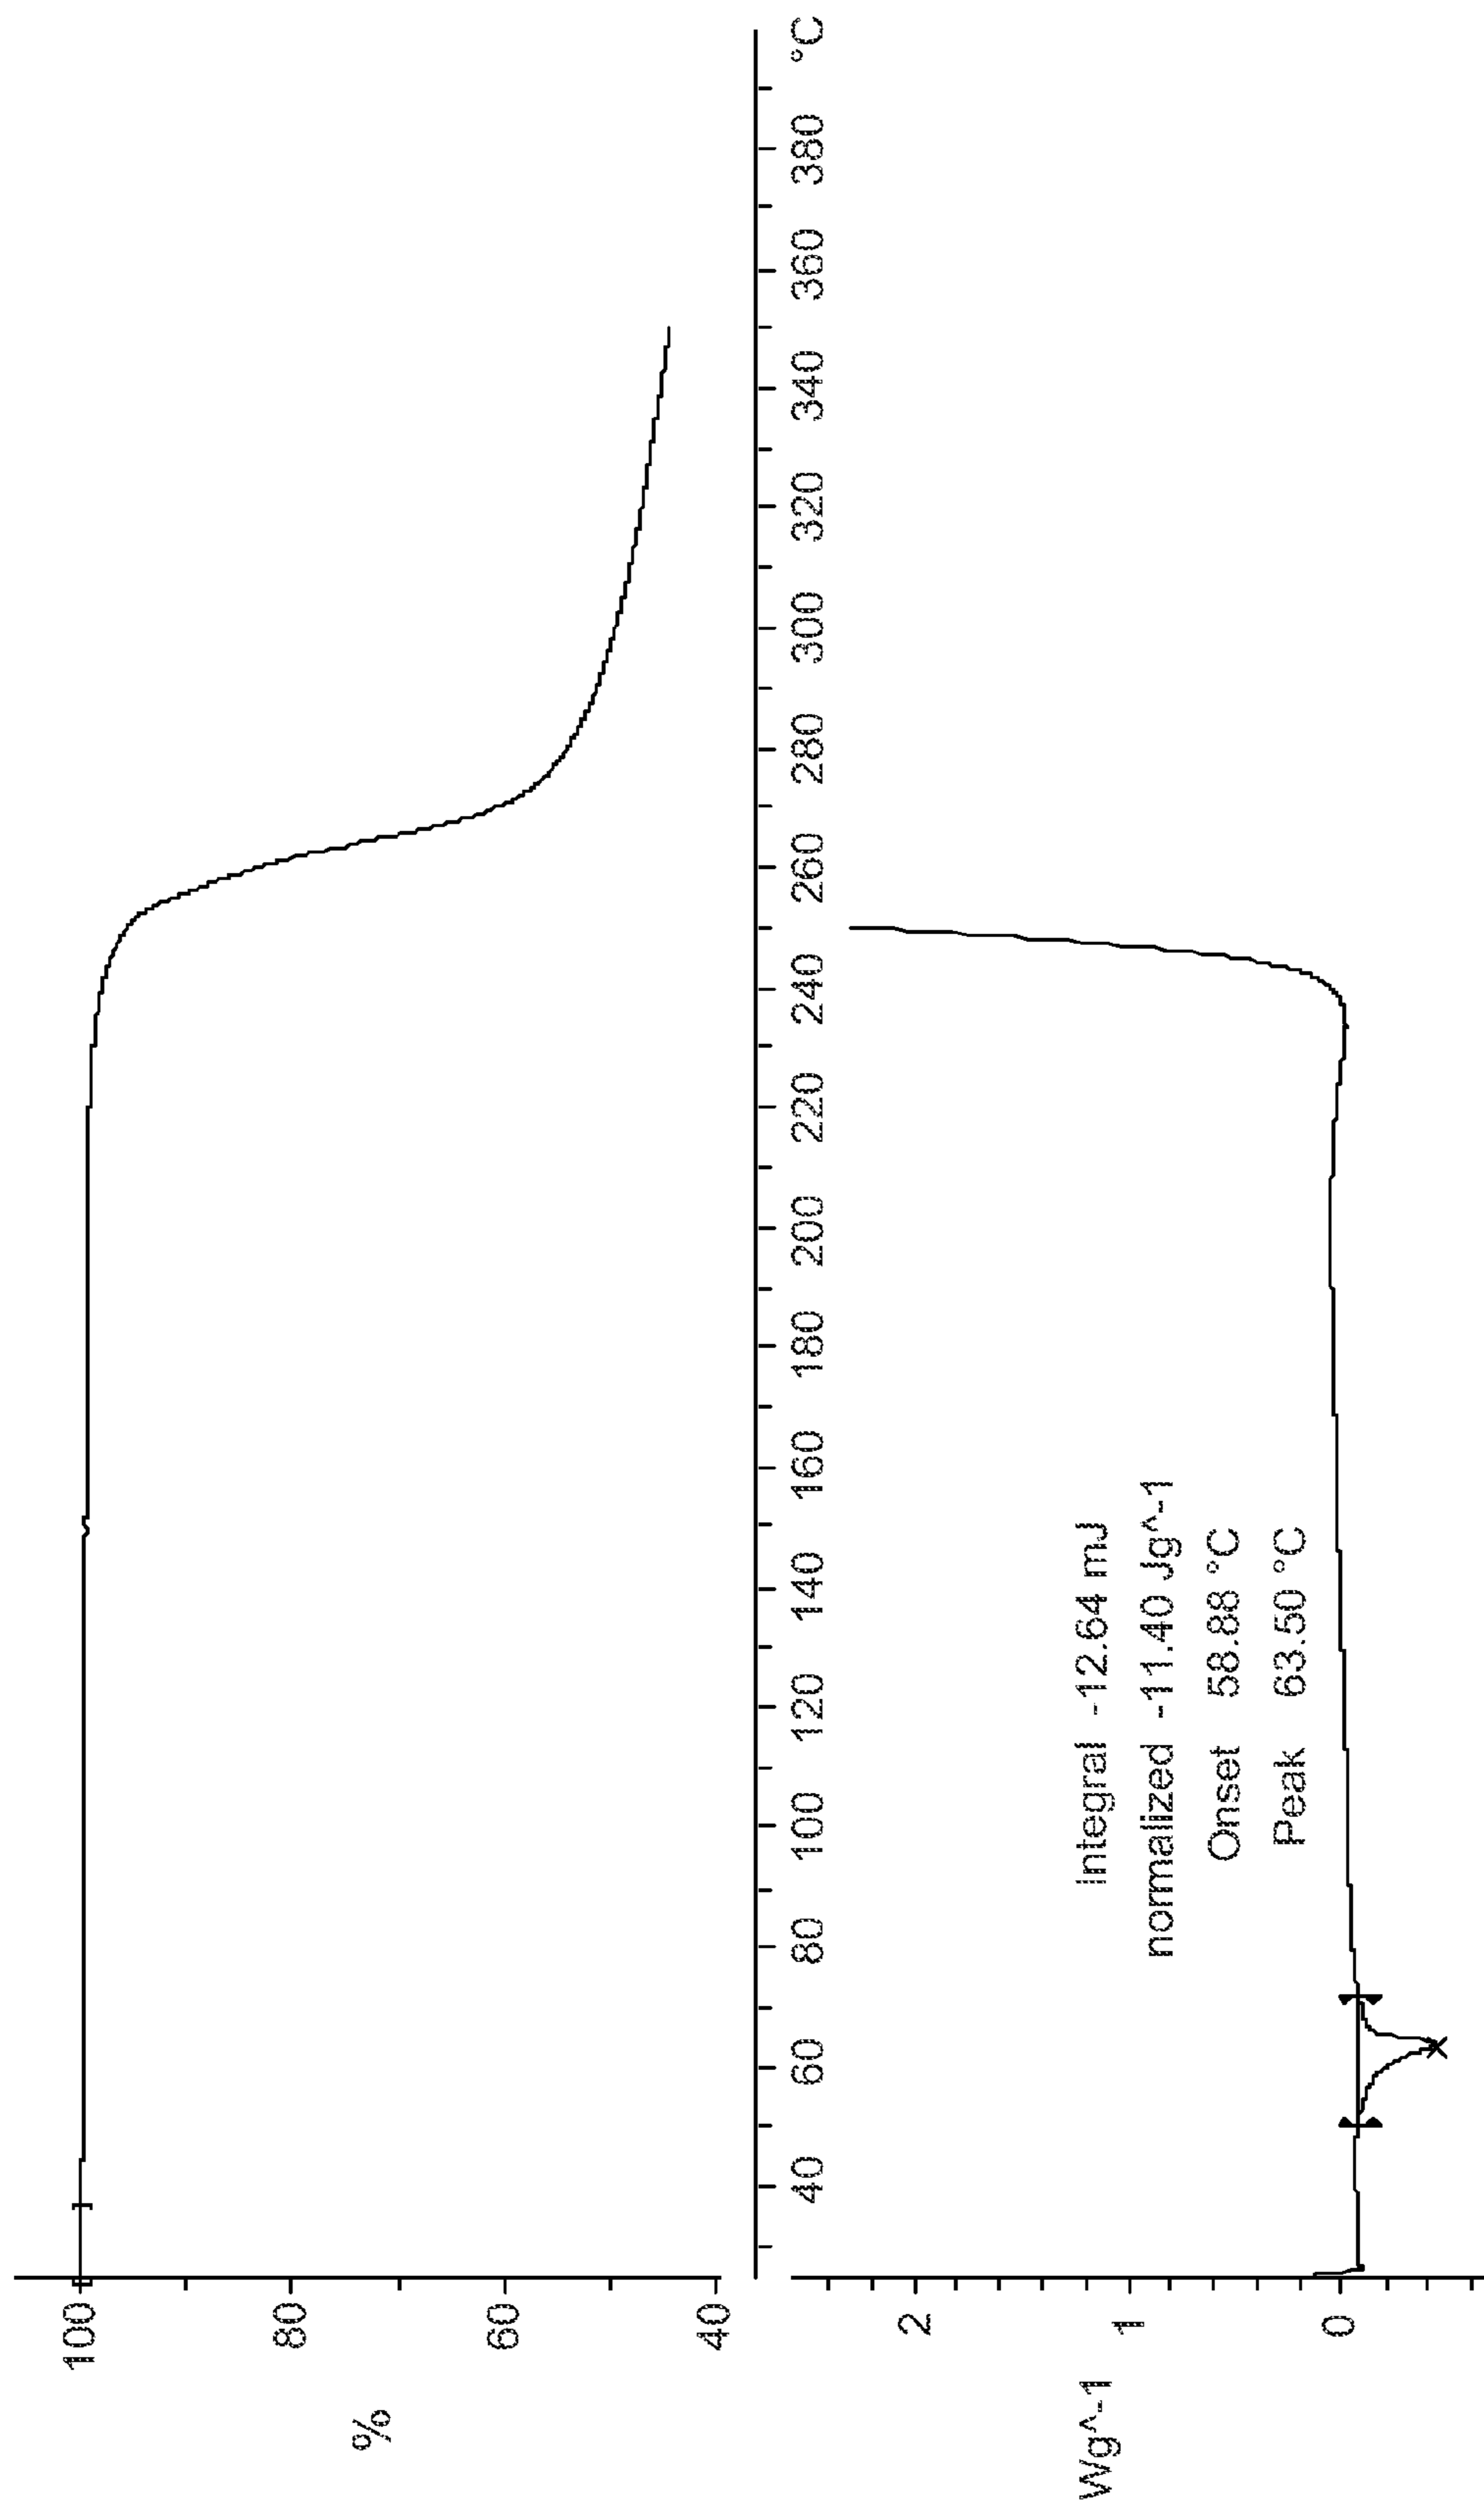 100
80
60
40
%
40 60 80 100 120 140 160 180 200 220 240 260 280 300 320 340 360 380 °C
2
1
0
Wg^-1
Integral -12.64 mJ
normalized -11.40 Jg^-1
Onset 58.88 °C
Peak 63.50 °C